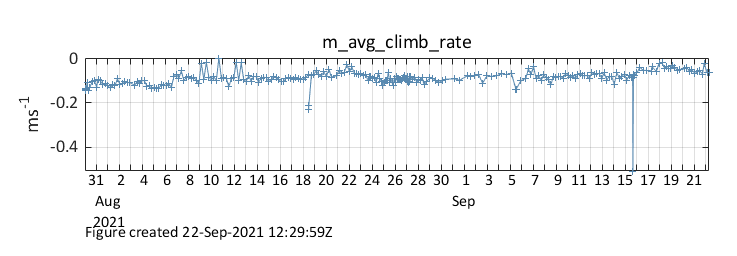 m_avg_climb_rate
0
-0.2
-0.4
ms-1
31 2 4 6 8 10 12 14 16 18 20 22 24 26 28 30 1 3 5 7 9 11 13 15 17 19 21
Aug Sep
2021
Figure created 22-Sep-2021 12:29:59Z